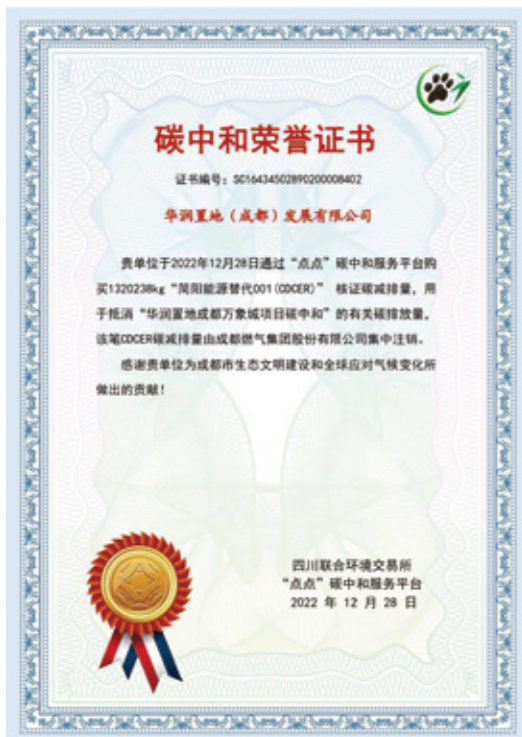 碳中和荣誉证书
证书编号：SC16434502890200008402
华润置地（成都）发展有限公司
贵单位于2022年12月28日通过“点点”碳中和服务平台购
买1320238kg“简阳能源替代001(CDCER)” 核证碳减排量，用
于抵消“华润置地成都万象城项目碳中和”的有关碳排放量。
该笔CDCER碳减排量由成都燃气集团股份有限公司集中注销。
感谢贵单位为成都市生态文明建设和全球应对气候变化所
做出的贡献！
四川联合环境交易所
“点点”碳中和服务平台
2022 年 12 月 28 日